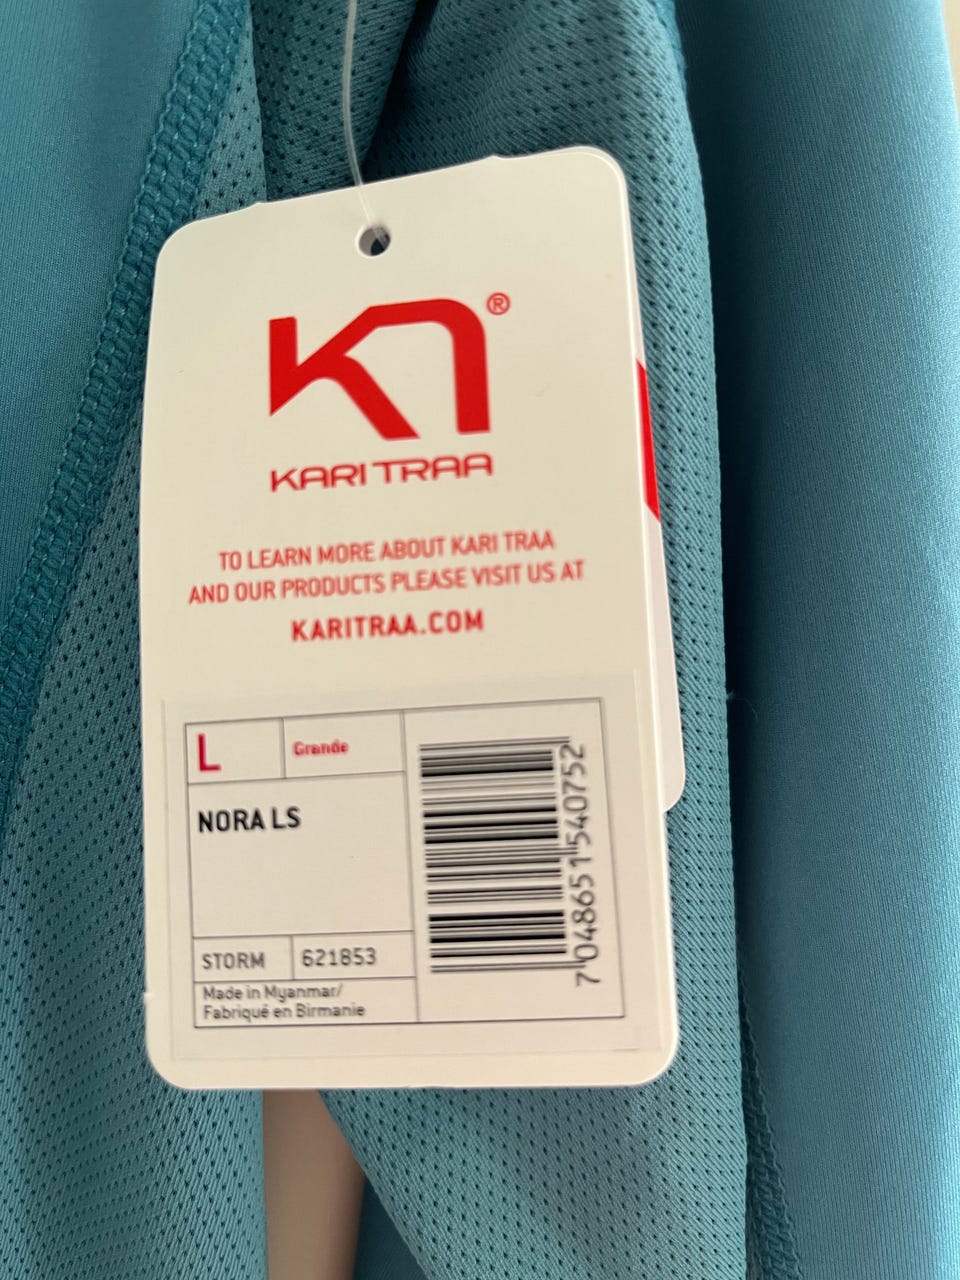 ®
KARI TRAA
TO LEARN MORE ABOUT KARI TRAA
AND OUR PRODUCTS PLEASE VISIT US AT
KARITRAA.COM
L
Grande
NORA LS
STORM
621853
Made in Myanmar/
Fabriqué en Birmanie
7048651540752